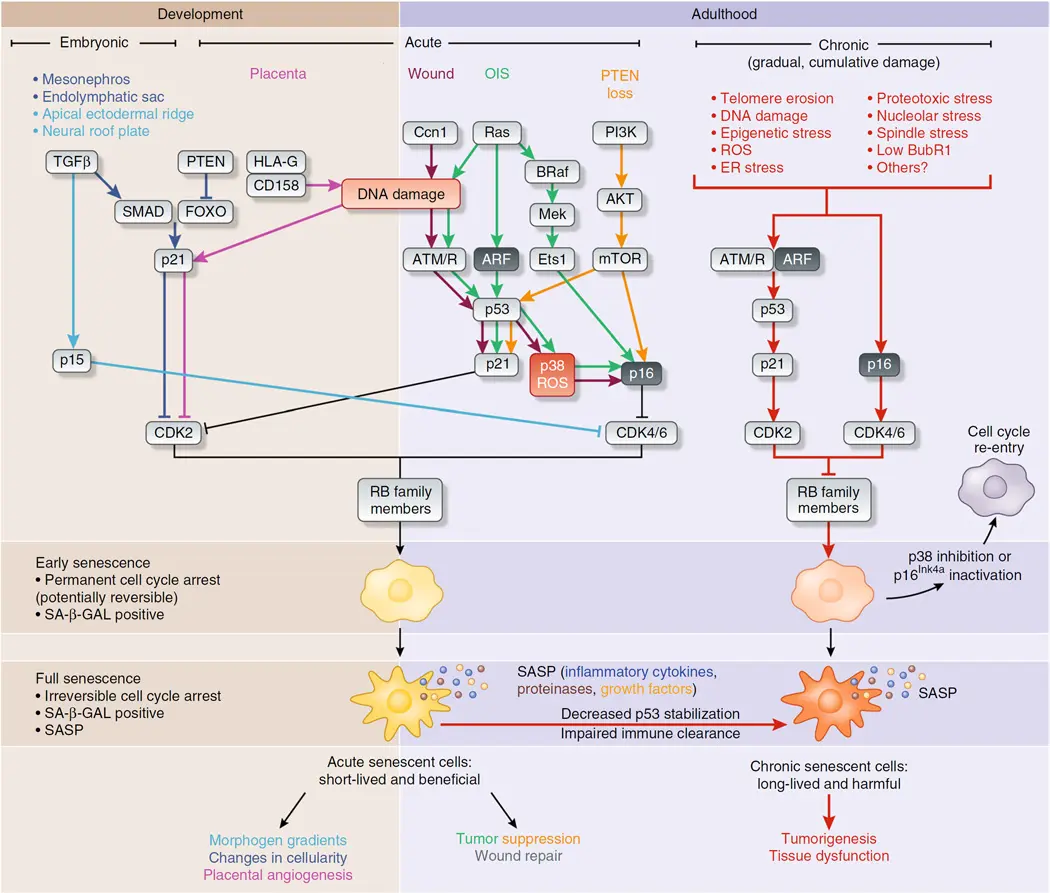 Development
Adulthood
Embryonic
Acute
Chronic
(gradual, cumulative damage)
• Mesonephros
• Endolymphatic sac
• Apical ectodermal ridge
• Neural roof plate
Placenta
Wound
OIS
PTEN
loss
• Telomere erosion
• DNA damage
• Epigenetic stress
• ROS
• ER stress
• Proteotoxic stress
• Nucleolar stress
• Spindle stress
• Low BubR1
• Others?
TGFβ
PTEN
HLA-G
CD158
SMAD
FOXO
p21
p15
CDK2
DNA damage
Ccn1
Ras
PI3K
BRaf
AKT
Mek
ATM/R
ARF
Ets1
mTOR
p53
p21
p38
ROS
p16
CDK4/6
ATM/R
ARF
p53
p21
p16
CDK2
CDK4/6
RB family
members
RB family
members
Cell cycle
re-entry
p38 inhibition or
p16Ink4a inactivation
Early senescence
• Permanent cell cycle arrest
(potentially reversible)
• SA-β-GAL positive
Full senescence
• Irreversible cell cycle arrest
• SA-β-GAL positive
• SASP
SASP (inflammatory cytokines,
proteinases, growth factors)
Decreased p53 stabilization
Impaired immune clearance
SASP
Acute senescent cells:
short-lived and beneficial
Chronic senescent cells:
long-lived and harmful
Morphogen gradients
Changes in cellularity
Placental angiogenesis
Tumor suppression
Wound repair
Tumorigenesis
Tissue dysfunction